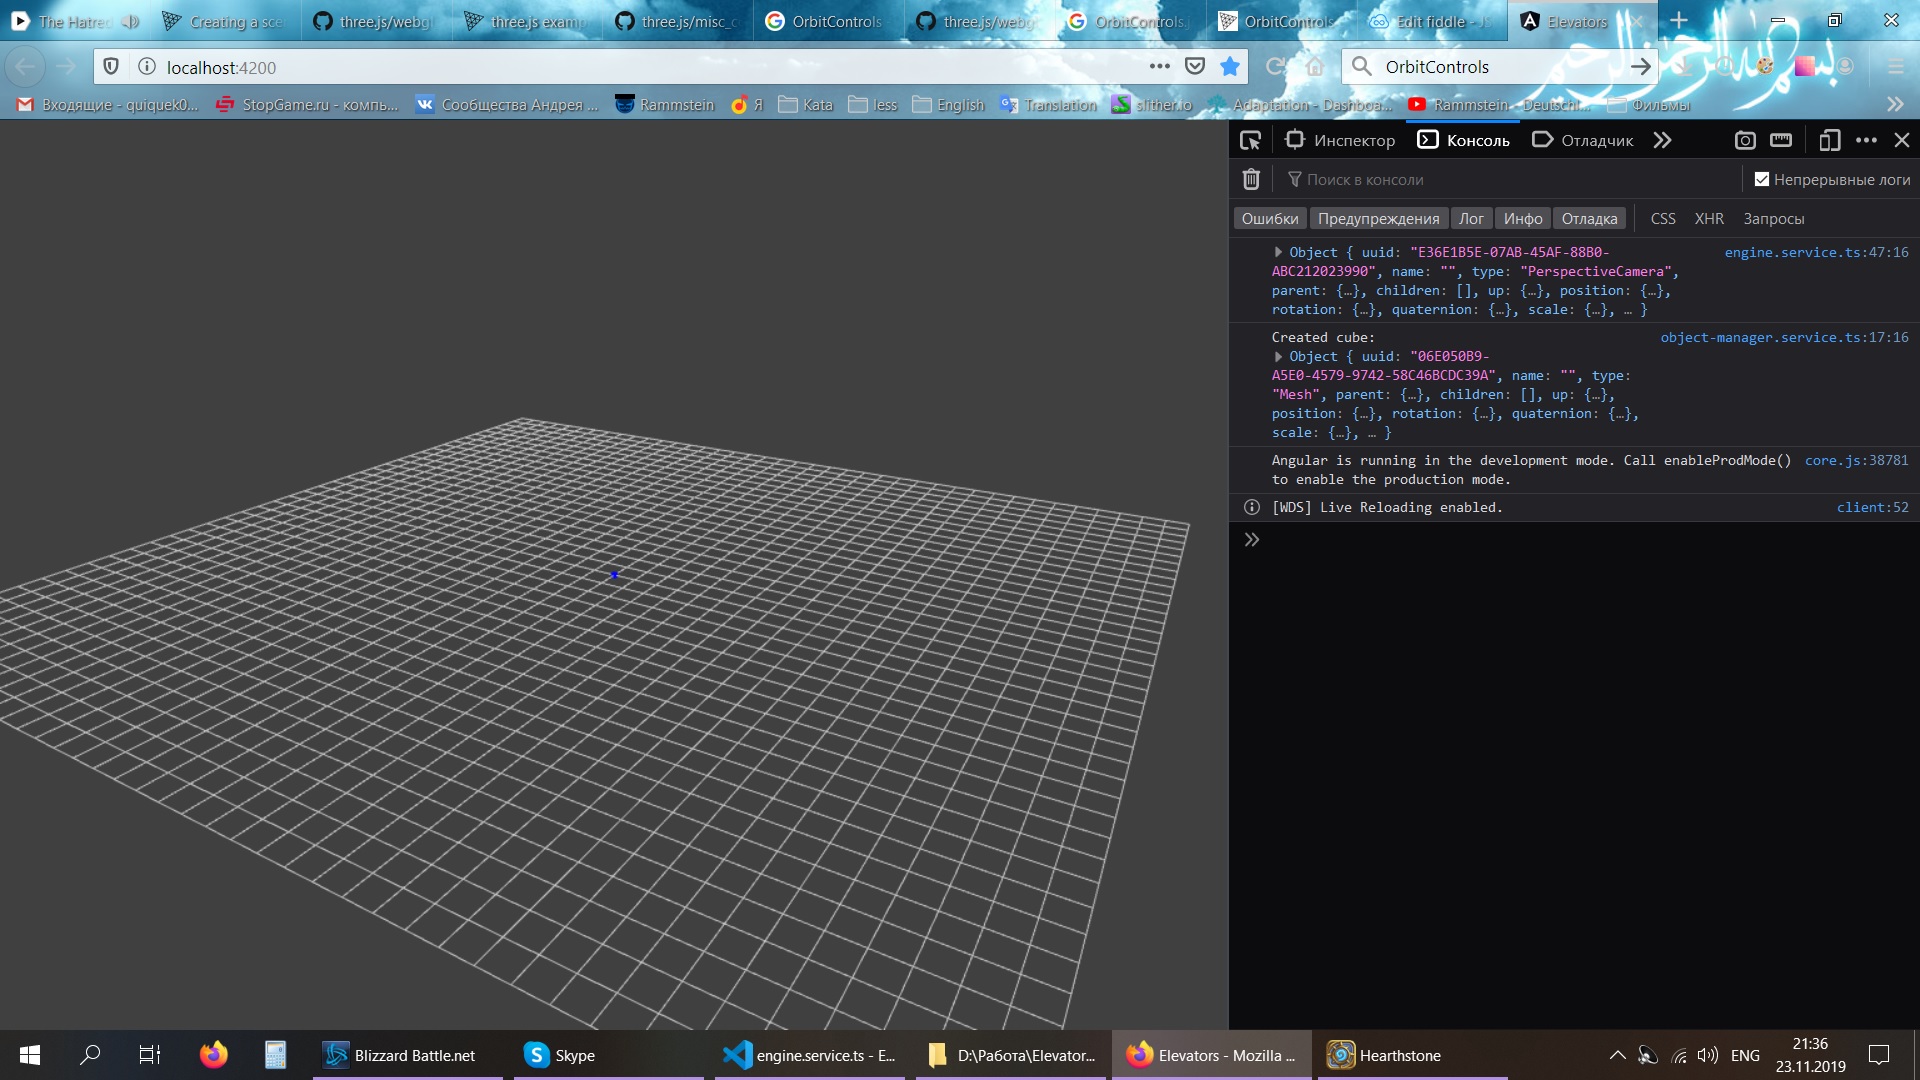 The Hatred
Creating a sce
three.js/webgl
three.js examp
three.js/misc_c
OrbitControls
three.js/webgl
OrbitControls.
OrbitControls
Edit fiddle - JS
Elevators
localhost:4200
OrbitControls
بسم الله الرحمن الرحيم
Входящие - quiquek0...
StopGame.ru - компь...
Сообщества Андрея ...
Rammstein
Я
Kata
less
English
Translation
slither.io
Adaptation - Dashboa...
Rammstein - Deutschl...
Фильмы
Инспектор
Консоль
Отладчик
Поиск в консоли
Непрерывные логи
Ошибки
Предупреждения
Лог
Инфо
Отладка
CSS
XHR
Запросы
Object { uuid: "E36E1B5E-07AB-45AF-88B0-
engine.service.ts:47:16
ABC212023990", name: "", type: "PerspectiveCamera",
parent: {…}, children: [], up: {…}, position: {…},
rotation: {…}, quaternion: {…}, scale: {…}, … }
Created cube:
object-manager.service.ts:17:16
Object { uuid: "06E050B9-
A5E0-4579-9742-58C46BCDC39A", name: "", type:
"Mesh", parent: {…}, children: [], up: {…},
position: {…}, rotation: {…}, quaternion: {…},
scale: {…}, … }
Angular is running in the development mode. Call enableProdMode()
core.js:38781
to enable the production mode.
[WDS] Live Reloading enabled.
client:52
Blizzard Battle.net
Skype
engine.service.ts - E...
D:\Работа\Elevator...
Elevators - Mozilla ...
Hearthstone
ENG
21:36
23.11.2019